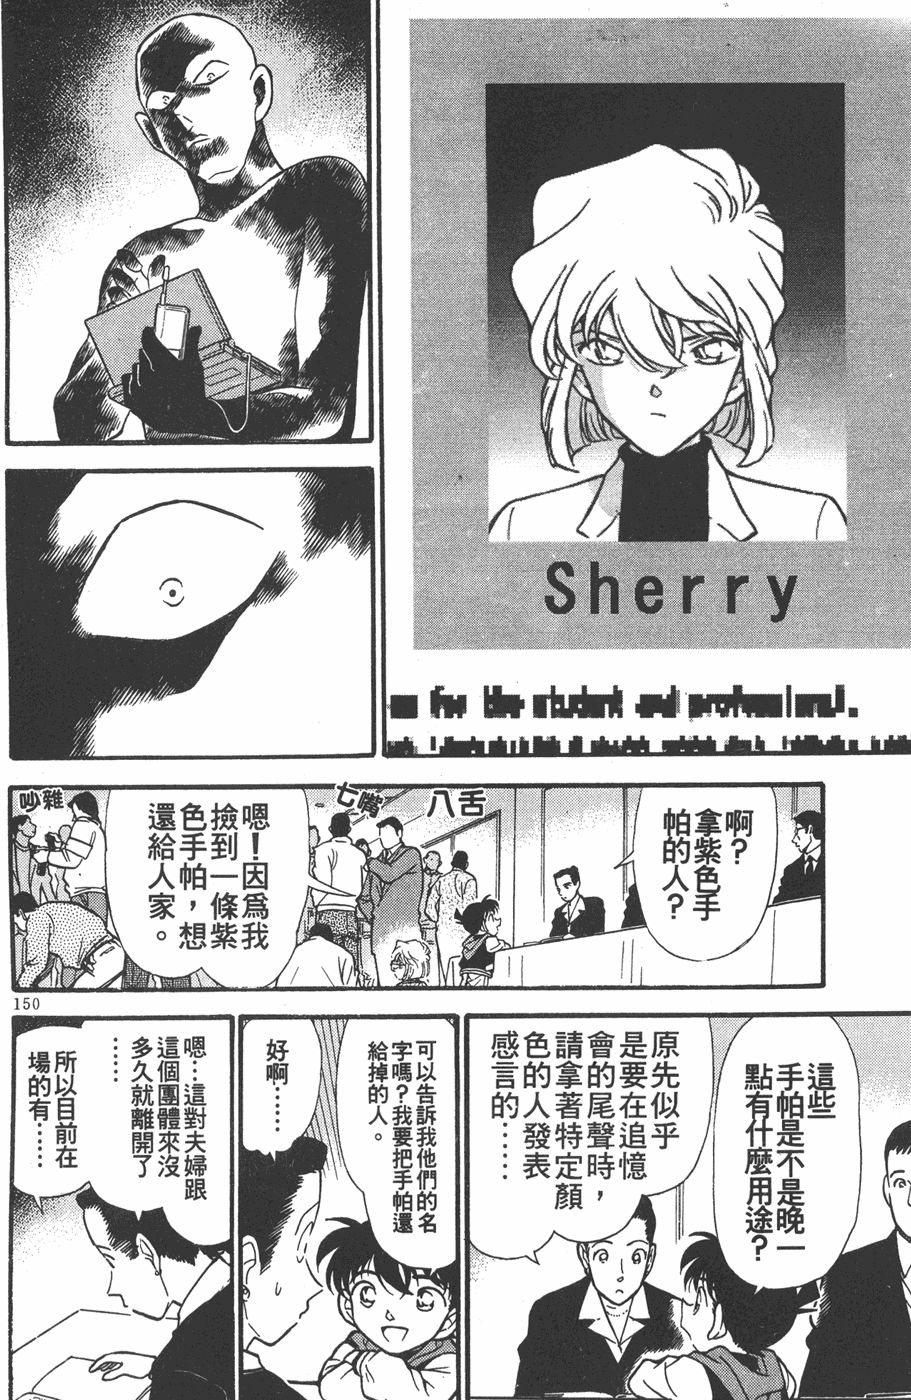 Sherry
for the student and professional.
啊？
拿紫色手
帕的人？
八舌
七嘴
吵雜
嗯！因為我
撿到一條紫
色手帕，想
還給人家。
150
這些
手帕是不是晚一
點有什麼用途？
原先似乎
是要在追憶
會的尾聲時，
請拿著特定顏
色的人發表
感言的……
可以告訴我他們的名
字嗎？我要把手帕還
給掉的人。
好啊……
嗯…這對夫婦跟
這個團體來沒
多久就離開了
……
所以目前在
場的有……